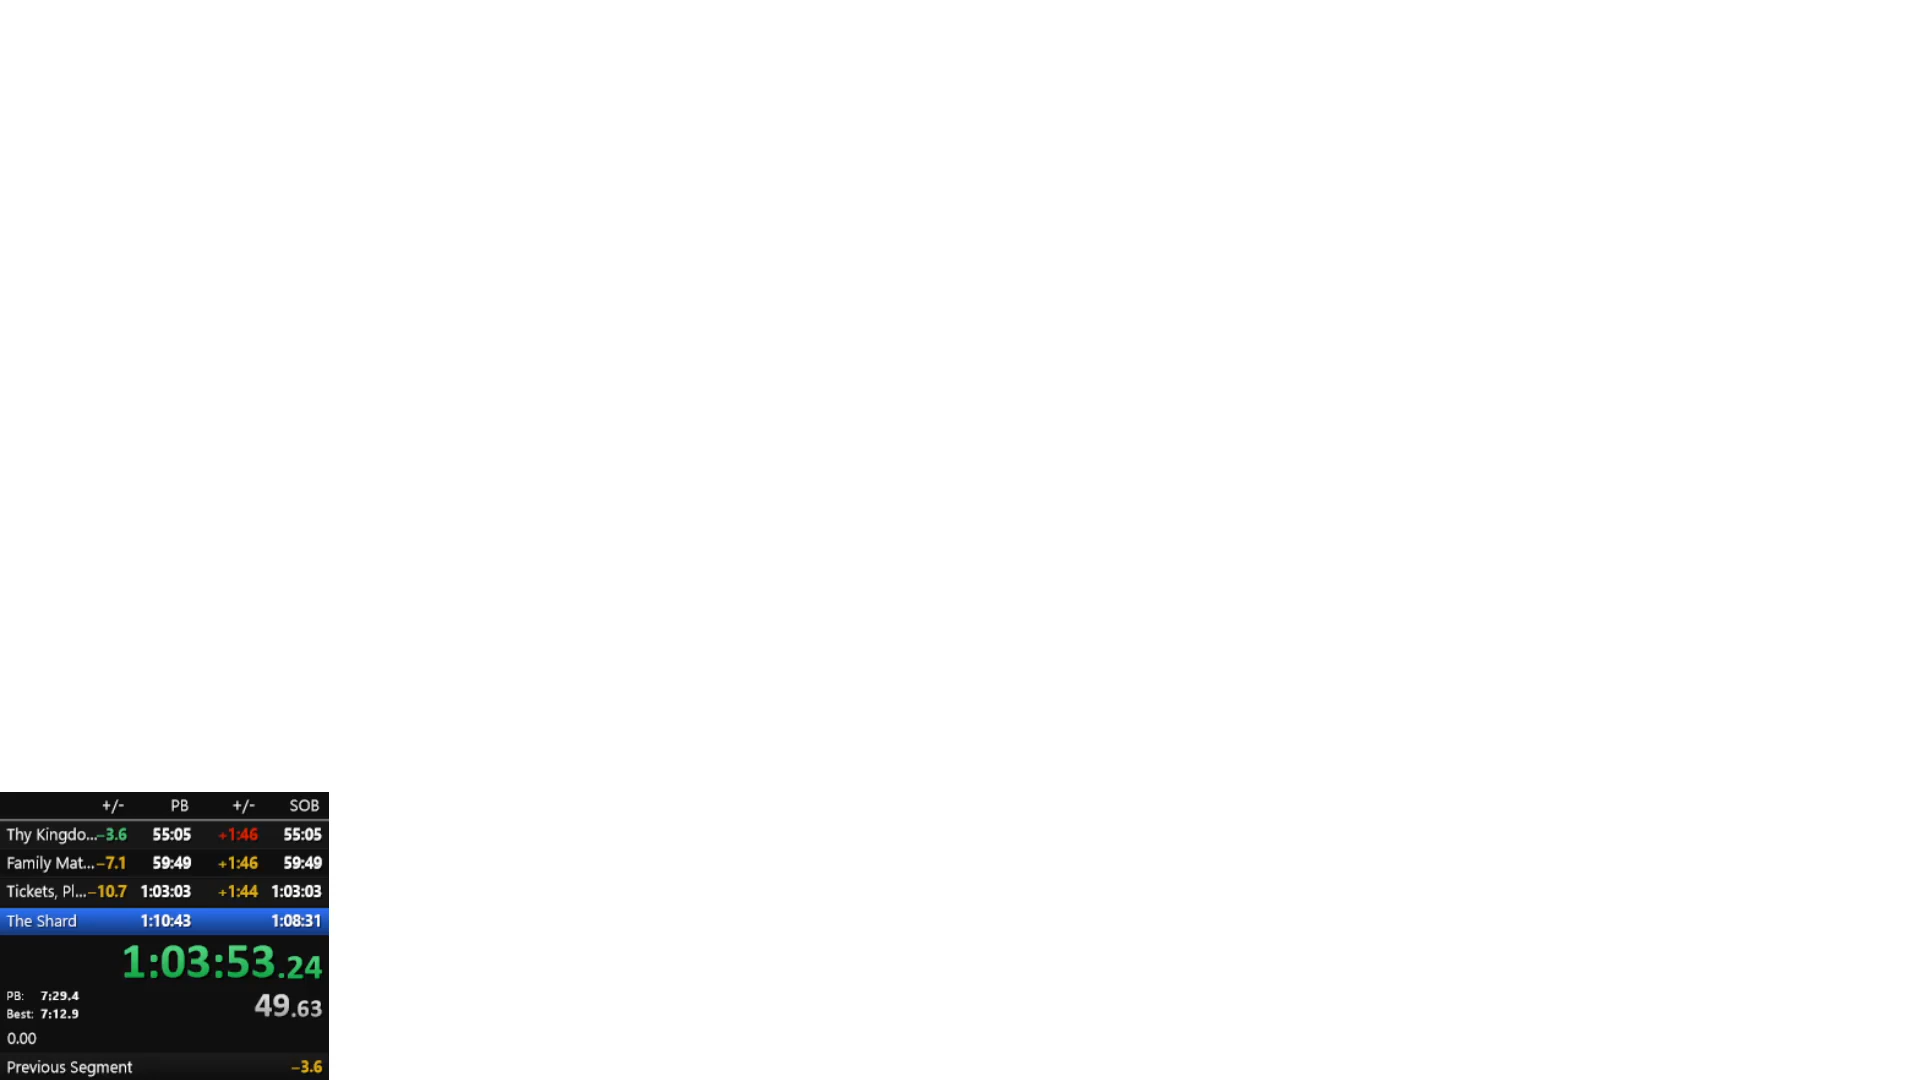 +/- PB +/- SOB
Thy Kingdo... −3.6 55:05 +1:46 55:05
Family Mat... −7.1 59:49 +1:46 59:49
Tickets, Pl... −10.7 1:03:03 +1:44 1:03:03
The Shard 1:10:43 1:08:31
1:03:53.24
PB: 7:29.4
49.63
Best: 7:12.9
0.00
Previous Segment −3.6